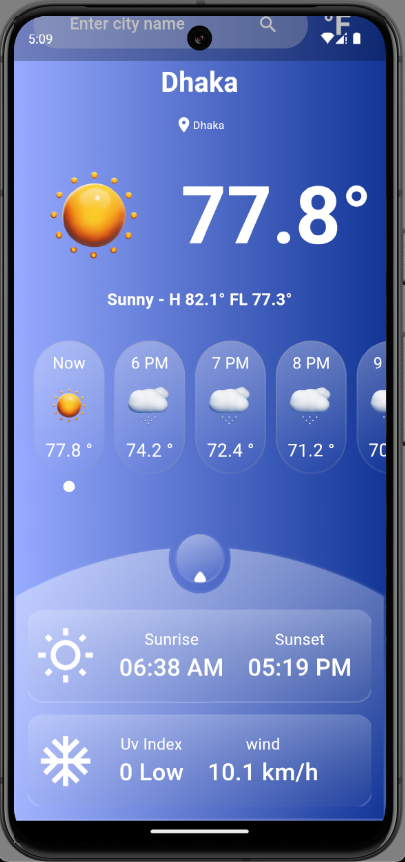 Enter city name °F
5:09
Dhaka
Dhaka
77.8°
Sunny - H 82.1° FL 77.3°
Now 6 PM 7 PM 8 PM 9
77.8 ° 74.2 ° 72.4 ° 71.2 ° 70
Sunrise Sunset
06:38 AM 05:19 PM
Uv Index wind
0 Low 10.1 km/h